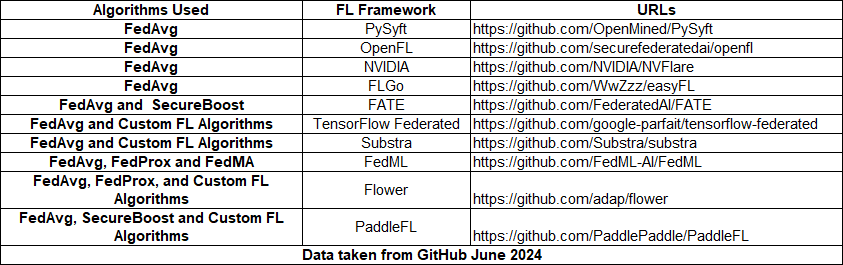 Algorithms Used FL Framework URLs
FedAvg PySyft https://github.com/OpenMined/PySyft
FedAvg OpenFL https://github.com/securefederatedai/openfl
FedAvg NVIDIA https://github.com/NVIDIA/NVFlare
FedAvg FLGo https://github.com/WwZzz/easyFL
FedAvg and SecureBoost FATE https://github.com/FederatedAI/FATE
FedAvg and Custom FL Algorithms TensorFlow Federated https://github.com/google-parfait/tensorflow-federated
FedAvg and Custom FL Algorithms Substra https://github.com/Substra/substra
FedAvg, FedProx and FedMA FedML https://github.com/FedML-AI/FedML
FedAvg, FedProx, and Custom FL
Algorithms Flower https://github.com/adap/flower
FedAvg, SecureBoost and Custom FL
Algorithms PaddleFL https://github.com/PaddlePaddle/PaddleFL
Data taken from GitHub June 2024